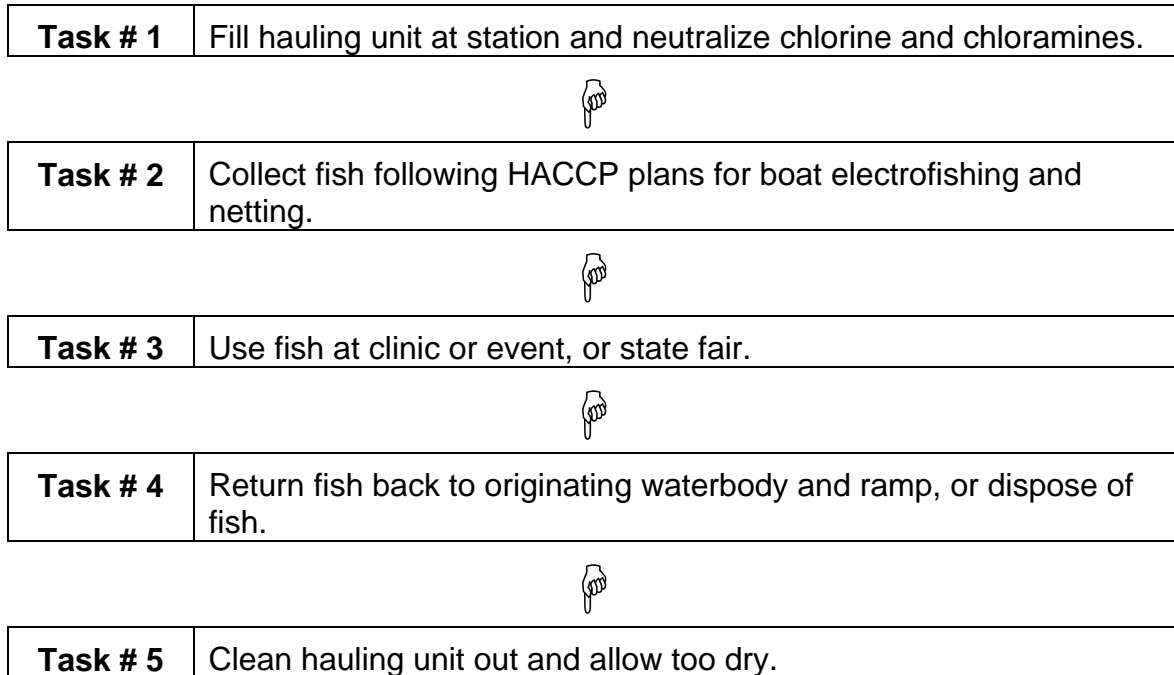 Task # 1 Fill hauling unit at station and neutralize chlorine and chloramines.
Task # 2 Collect fish following HACCP plans for boat electrofishing and
netting.
Task # 3 Use fish at clinic or event, or state fair.
Task # 4 Return fish back to originating waterbody and ramp, or dispose of
fish.
Task # 5 Clean hauling unit out and allow too dry.